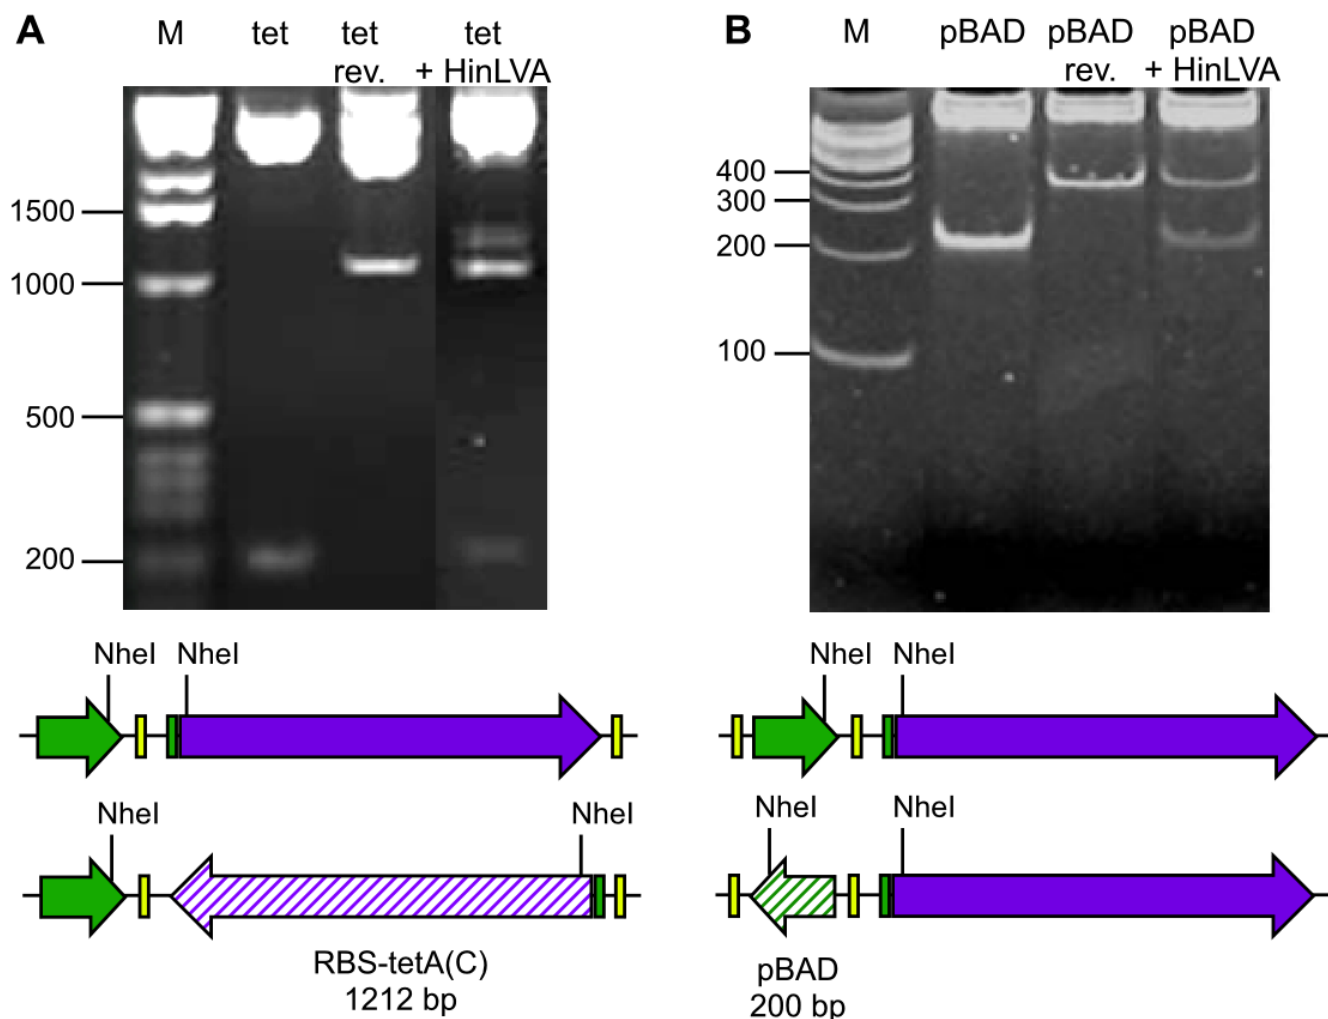 A
M
tet
tet
rev.
tet
+ HinLVA
1500
1000
500
200
NheI
NheI
NheI
NheI
RBS-tetA(C)
1212 bp
B
M
pBAD
pBAD
rev.
pBAD
+ HinLVA
400
300
200
100
NheI
NheI
NheI
NheI
pBAD
200 bp